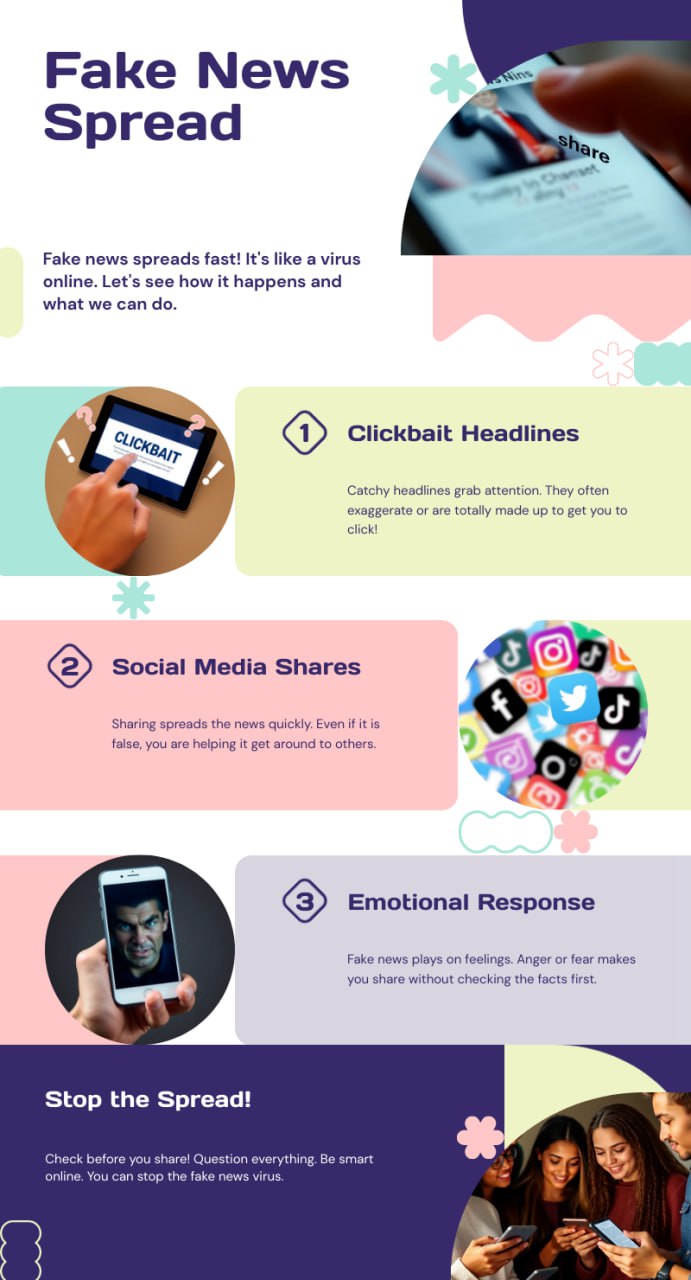 Fake News
Spread
share
Fake news spreads fast! It's like a virus
online. Let's see how it happens and
what we can do.
CLICKBAIT
? ?
! !
1 Clickbait Headlines
Catchy headlines grab attention. They often
exaggerate or are totally made up to get you to
click!
2 Social Media Shares
Sharing spreads the news quickly. Even if it is
false, you are helping it get around to others.
3 Emotional Response
Fake news plays on feelings. Anger or fear makes
you share without checking the facts first.
Stop the Spread!
Check before you share! Question everything. Be smart
online. You can stop the fake news virus.